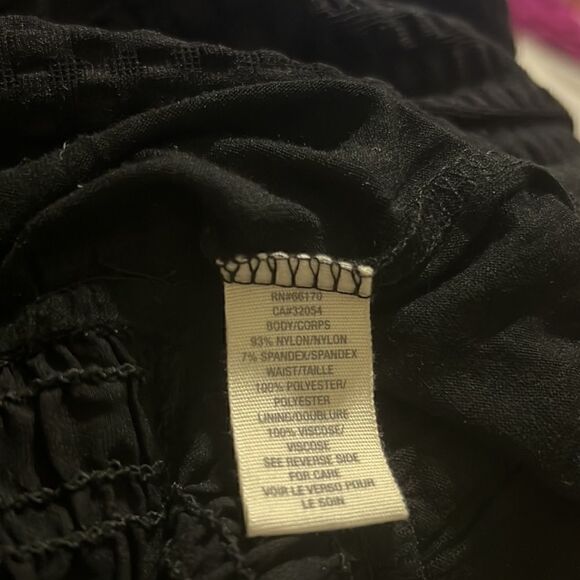 RN#66170
CA#32054
BODY/CORPS
93% NYLON/NYLON
7% SPANDEX/SPANDEX
WAIST/TAILLE
100% POLYESTER/
POLYESTER
LINING/DOUBLURE
100% VISCOSE/
VISCOSE
SEE REVERSE SIDE
FOR CARE
VOIR LE VERSO POUR
LE SOIN